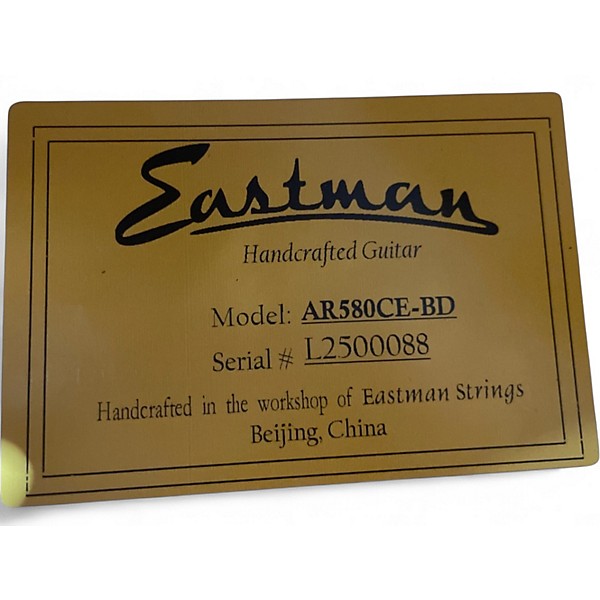 Eastman
Handcrafted Guitar
Model: AR580CE-BD
Serial # L2500088
Handcrafted in the workshop of Eastman Strings
Beijing, China